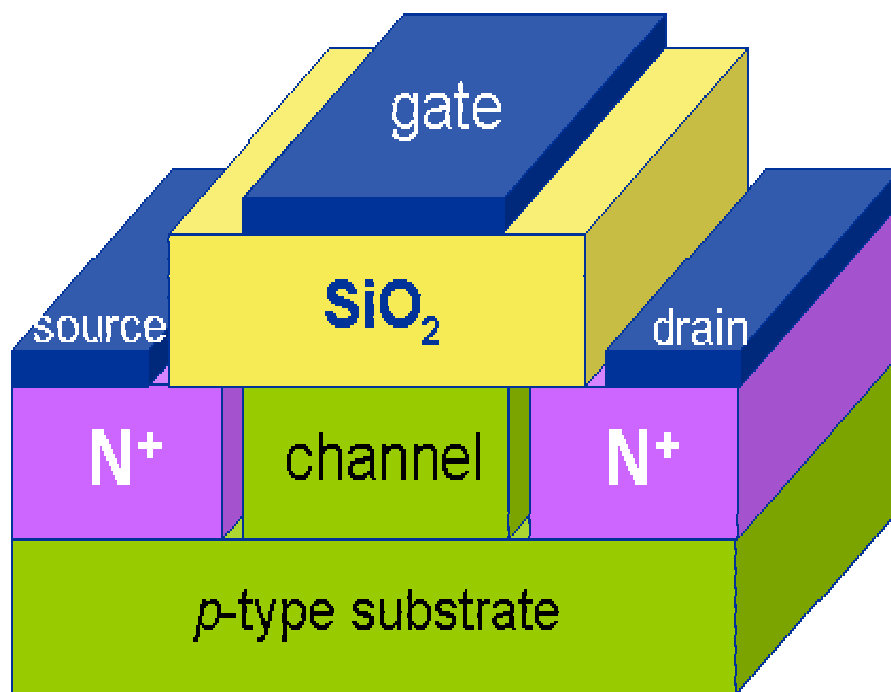 gate
SiO₂
source
drain
N⁺
channel
N⁺
p-type substrate